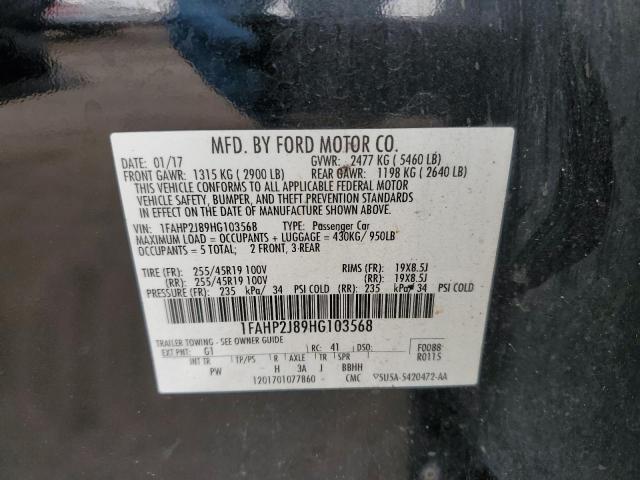 MFD. BY FORD MOTOR CO.
DATE: 01/17 GVWR: 2477 KG ( 5460 LB)
FRONT GAWR: 1315 KG ( 2900 LB) REAR GAWR: 1198 KG ( 2640 LB)
THIS VEHICLE CONFORMS TO ALL APPLICABLE FEDERAL MOTOR
VEHICLE SAFETY, BUMPER, AND THEFT PREVENTION STANDARDS
IN EFFECT ON THE DATE OF MANUFACTURE SHOWN ABOVE.
VIN: 1FAHP2J89HG103568 TYPE: Passenger Car
MAXIMUM LOAD = OCCUPANTS + LUGGAGE = 430KG/ 950LB
OCCUPANTS = 5 TOTAL: 2 FRONT, 3-REAR
TIRE (FR): 255/45R19 100V RIMS (FR): 19X8.5J
(RR): 255/45R19 100V (RR): 19X8.5J
PRESSURE (FR): 235 kPa/ 34 PSI COLD (RR): 235 kPa/ 34 PSI COLD
1FAHP2J89HG103568
TRAILER TOWING - SEE OWNER GUIDE
EXT PNT: G1 RC: 41 DSO: F0088
INT TR TP/PS R AXLE TR SPR R0115
PW H 3A J BBHH
1201701077860 CMC 5U5A-5420472-AA